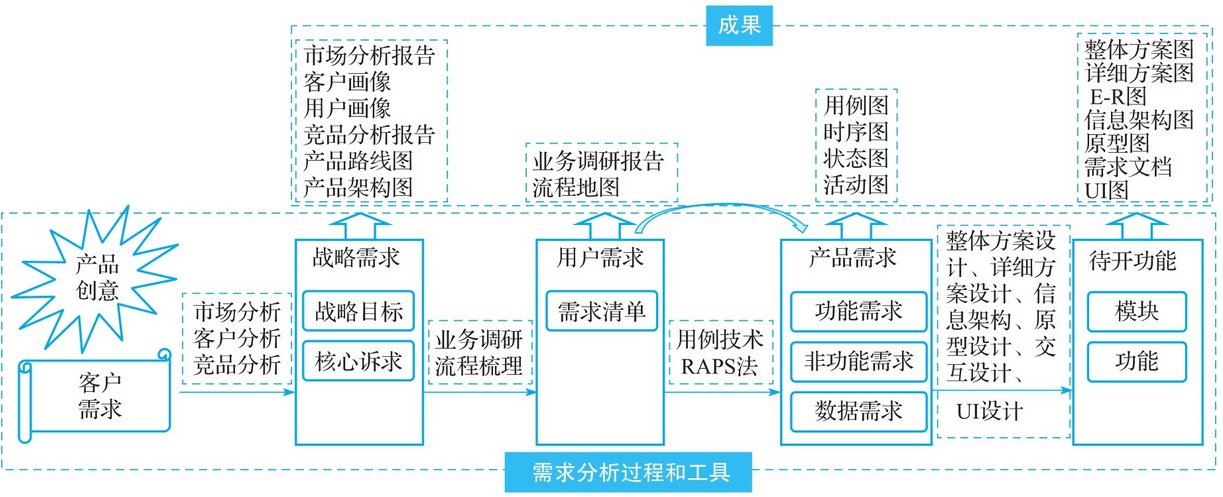 成果
市场分析报告
客户画像
用户画像
竞品分析报告
产品路线图
产品架构图
业务调研报告
流程地图
用例图
时序图
状态图
活动图
整体方案图
详细方案图
E-R图
信息架构图
原型图
需求文档
UI图
产品
创意
客户
需求
市场分析
客户分析
竞品分析
战略需求
战略目标
核心诉求
业务调研
流程梳理
用户需求
需求清单
用例技术
RAPS法
产品需求
功能需求
非功能需求
数据需求
整体方案设
计、详细方
案设计、信
息架构、原
型设计、交
互设计、
UI设计
待开功能
模块
功能
需求分析过程和工具